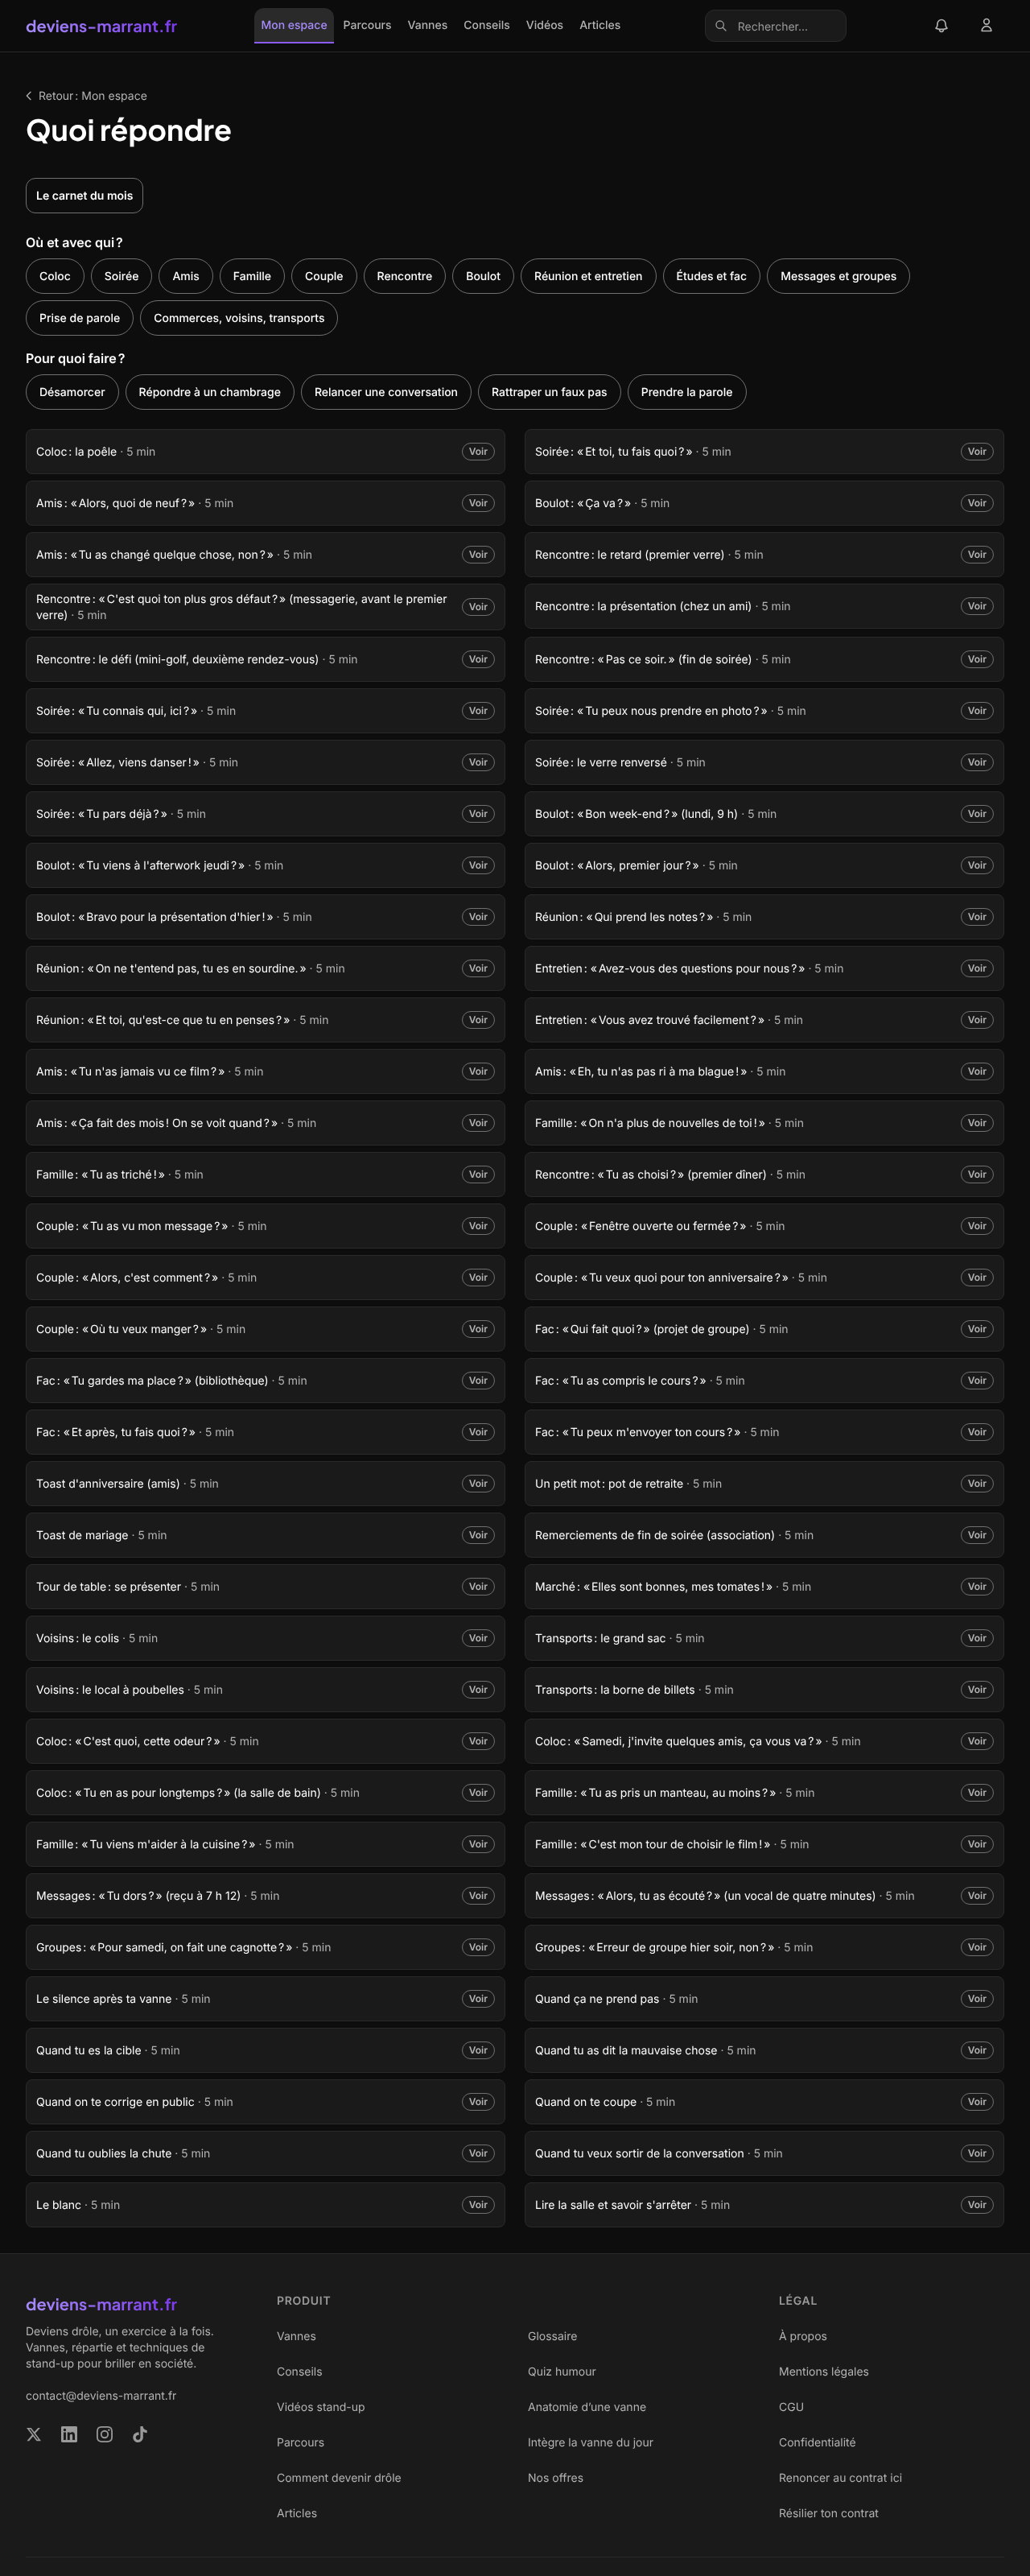 deviens-marrant.fr
Mon espace
Parcours
Vannes
Conseils
Vidéos
Articles
Rechercher...
Retour : Mon espace
Quoi répondre
Le carnet du mois
Où et avec qui ?
Coloc
Soirée
Amis
Famille
Couple
Rencontre
Boulot
Réunion et entretien
Études et fac
Messages et groupes
Prise de parole
Commerces, voisins, transports
Pour quoi faire ?
Désamorcer
Répondre à un chambrage
Relancer une conversation
Rattraper un faux pas
Prendre la parole
Coloc : la poêle · 5 min Voir
Soirée : « Et toi, tu fais quoi ? » · 5 min Voir
Amis : « Alors, quoi de neuf ? » · 5 min Voir
Boulot : « Ça va ? » · 5 min Voir
Amis : « Tu as changé quelque chose, non ? » · 5 min Voir
Rencontre : le retard (premier verre) · 5 min Voir
Rencontre : « C'est quoi ton plus gros défaut ? » (messagerie, avant le premier
verre) · 5 min Voir
Rencontre : la présentation (chez un ami) · 5 min Voir
Rencontre : le défi (mini-golf, deuxième rendez-vous) · 5 min Voir
Rencontre : « Pas ce soir. » (fin de soirée) · 5 min Voir
Soirée : « Tu connais qui, ici ? » · 5 min Voir
Soirée : « Tu peux nous prendre en photo ? » · 5 min Voir
Soirée : « Allez, viens danser ! » · 5 min Voir
Soirée : le verre renversé · 5 min Voir
Soirée : « Tu pars déjà ? » · 5 min Voir
Boulot : « Bon week-end ? » (lundi, 9 h) · 5 min Voir
Boulot : « Tu viens à l'afterwork jeudi ? » · 5 min Voir
Boulot : « Alors, premier jour ? » · 5 min Voir
Boulot : « Bravo pour la présentation d'hier ! » · 5 min Voir
Réunion : « Qui prend les notes ? » · 5 min Voir
Réunion : « On ne t'entend pas, tu es en sourdine. » · 5 min Voir
Entretien : « Avez-vous des questions pour nous ? » · 5 min Voir
Réunion : « Et toi, qu'est-ce que tu en penses ? » · 5 min Voir
Entretien : « Vous avez trouvé facilement ? » · 5 min Voir
Amis : « Tu n'as jamais vu ce film ? » · 5 min Voir
Amis : « Eh, tu n'as pas ri à ma blague ! » · 5 min Voir
Amis : « Ça fait des mois ! On se voit quand ? » · 5 min Voir
Famille : « On n'a plus de nouvelles de toi ! » · 5 min Voir
Famille : « Tu as triché ! » · 5 min Voir
Rencontre : « Tu as choisi ? » (premier dîner) · 5 min Voir
Couple : « Tu as vu mon message ? » · 5 min Voir
Couple : « Fenêtre ouverte ou fermée ? » · 5 min Voir
Couple : « Alors, c'est comment ? » · 5 min Voir
Couple : « Tu veux quoi pour ton anniversaire ? » · 5 min Voir
Couple : « Où tu veux manger ? » · 5 min Voir
Fac : « Qui fait quoi ? » (projet de groupe) · 5 min Voir
Fac : « Tu gardes ma place ? » (bibliothèque) · 5 min Voir
Fac : « Tu as compris le cours ? » · 5 min Voir
Fac : « Et après, tu fais quoi ? » · 5 min Voir
Fac : « Tu peux m'envoyer ton cours ? » · 5 min Voir
Toast d'anniversaire (amis) · 5 min Voir
Un petit mot : pot de retraite · 5 min Voir
Toast de mariage · 5 min Voir
Remerciements de fin de soirée (association) · 5 min Voir
Tour de table : se présenter · 5 min Voir
Marché : « Elles sont bonnes, mes tomates ! » · 5 min Voir
Voisins : le colis · 5 min Voir
Transports : le grand sac · 5 min Voir
Voisins : le local à poubelles · 5 min Voir
Transports : la borne de billets · 5 min Voir
Coloc : « C'est quoi, cette odeur ? » · 5 min Voir
Coloc : « Samedi, j'invite quelques amis, ça vous va ? » · 5 min Voir
Coloc : « Tu en as pour longtemps ? » (la salle de bain) · 5 min Voir
Famille : « Tu as pris un manteau, au moins ? » · 5 min Voir
Famille : « Tu viens m'aider à la cuisine ? » · 5 min Voir
Famille : « C'est mon tour de choisir le film ! » · 5 min Voir
Messages : « Tu dors ? » (reçu à 7 h 12) · 5 min Voir
Messages : « Alors, tu as écouté ? » (un vocal de quatre minutes) · 5 min Voir
Groupes : « Pour samedi, on fait une cagnotte ? » · 5 min Voir
Groupes : « Erreur de groupe hier soir, non ? » · 5 min Voir
Le silence après ta vanne · 5 min Voir
Quand ça ne prend pas · 5 min Voir
Quand tu es la cible · 5 min Voir
Quand tu as dit la mauvaise chose · 5 min Voir
Quand on te corrige en public · 5 min Voir
Quand on te coupe · 5 min Voir
Quand tu oublies la chute · 5 min Voir
Quand tu veux sortir de la conversation · 5 min Voir
Le blanc · 5 min Voir
Lire la salle et savoir s'arrêter · 5 min Voir
deviens-marrant.fr
Deviens drôle, un exercice à la fois.
Vannes, répartie et techniques de
stand-up pour briller en société.
contact@deviens-marrant.fr
PRODUIT
Vannes
Conseils
Vidéos stand-up
Parcours
Comment devenir drôle
Articles
Glossaire
Quiz humour
Anatomie d'une vanne
Intègre la vanne du jour
Nos offres
LÉGAL
À propos
Mentions légales
CGU
Confidentialité
Renoncer au contrat ici
Résilier ton contrat